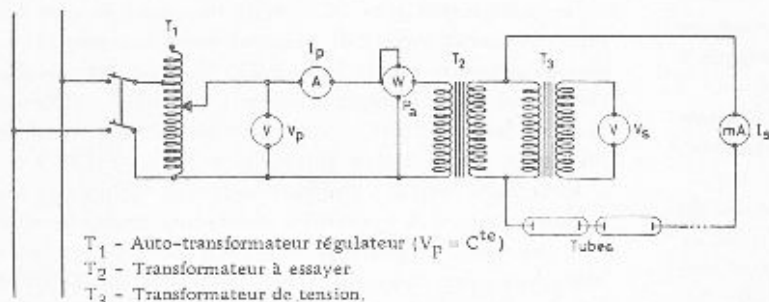 T1
Ip
A
W
T2
T3
Pa
V
Vp
V
Vs
mA
Is
Tubes
T1 - Auto-transformateur régulateur (Vp = Cte)
T2 - Transformateur à essayer
T3 - Transformateur de tension.